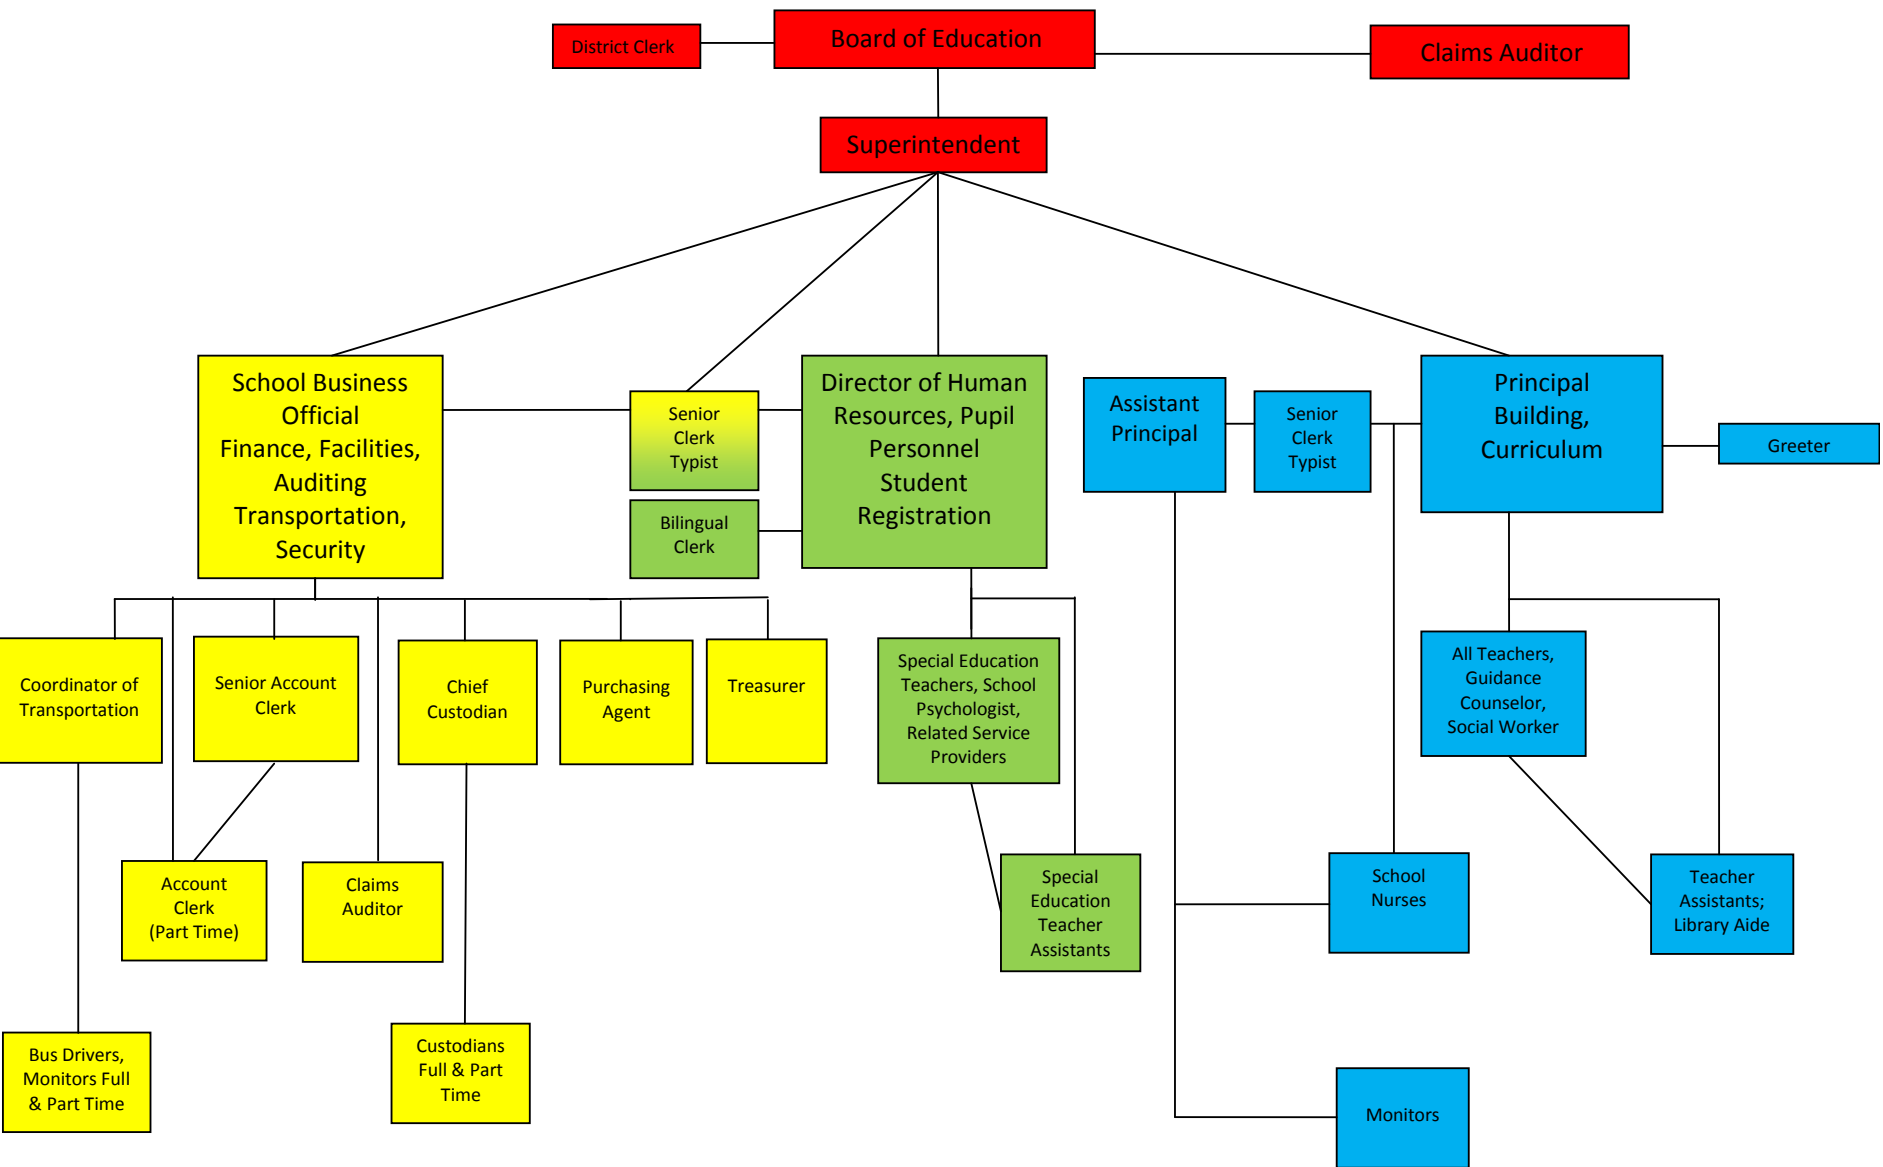 District Clerk
Board of Education
Claims Auditor
Superintendent
School Business
Official
Finance, Facilities,
Auditing
Transportation,
Security
Senior
Clerk
Typist
Bilingual
Clerk
Director of Human
Resources, Pupil
Personnel
Student
Registration
Assistant
Principal
Senior
Clerk
Typist
Principal
Building,
Curriculum
Greeter
Coordinator of
Transportation
Senior Account
Clerk
Chief
Custodian
Purchasing
Agent
Treasurer
Special Education
Teachers, School
Psychologist,
Related Service
Providers
All Teachers,
Guidance
Counselor,
Social Worker
Account
Clerk
(Part Time)
Claims
Auditor
Special
Education
Teacher
Assistants
School
Nurses
Teacher
Assistants;
Library Aide
Bus Drivers,
Monitors Full
& Part Time
Custodians
Full & Part
Time
Monitors